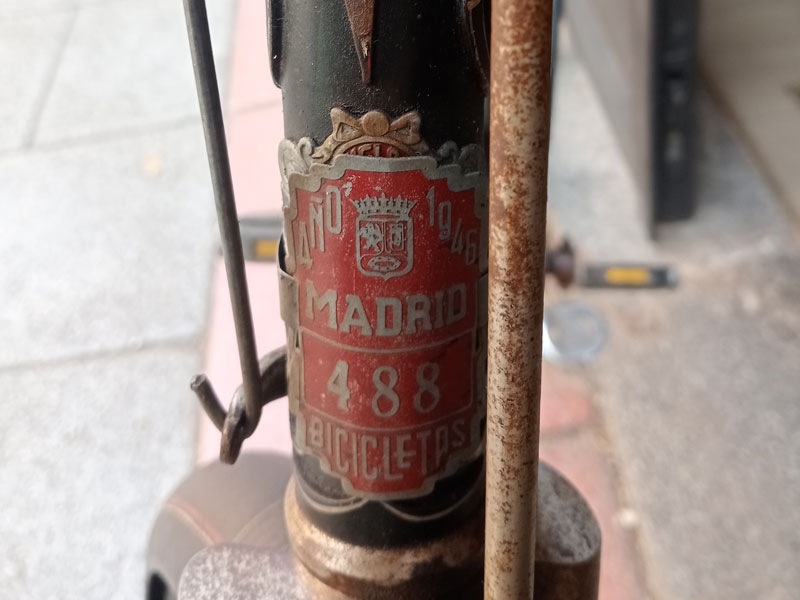 AÑO 1946
MADRID
488
BICICLETAS